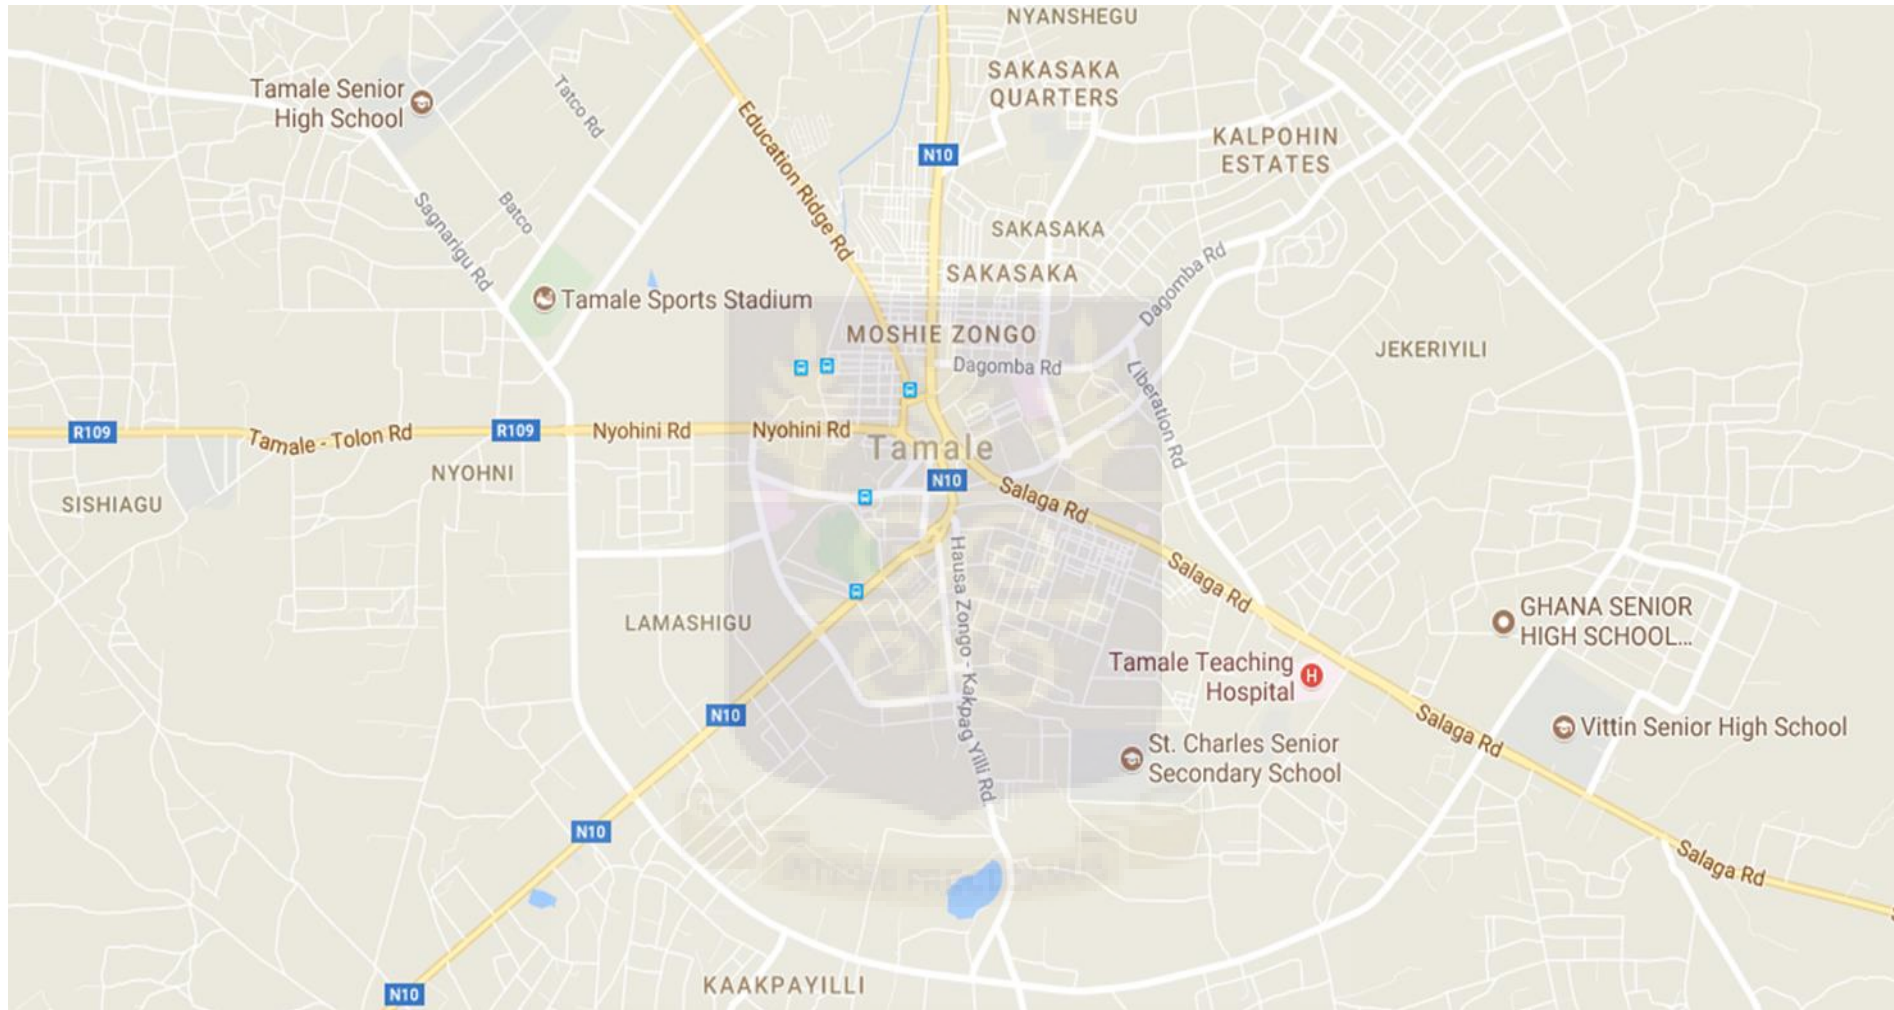 NYANSHEGU
SAKASAKA
QUARTERS
Tamale Senior
High School
Tatco Rd
Education Ridge Rd
N10
KALPOHIN
ESTATES
Sagnarigu Rd
Batco
SAKASAKA
SAKASAKA
Dagomba Rd
Tamale Sports Stadium
MOSHIE ZONGO
Dagomba Rd
JEKERIYILI
Liberation Rd
R109
Tamale - Tolon Rd
R109
Nyohini Rd
Nyohini Rd
Tamale
NYOHNI
N10
SISHIAGU
Salaga Rd
Hausa Zongo - Kakpag Yilli Rd
Salaga Rd
LAMASHIGU
GHANA SENIOR
HIGH SCHOOL...
Tamale Teaching
Hospital
H
N10
Salaga Rd
Vittin Senior High School
St. Charles Senior
Secondary School
N10
Salaga Rd
KAAKPAYILLI
N10